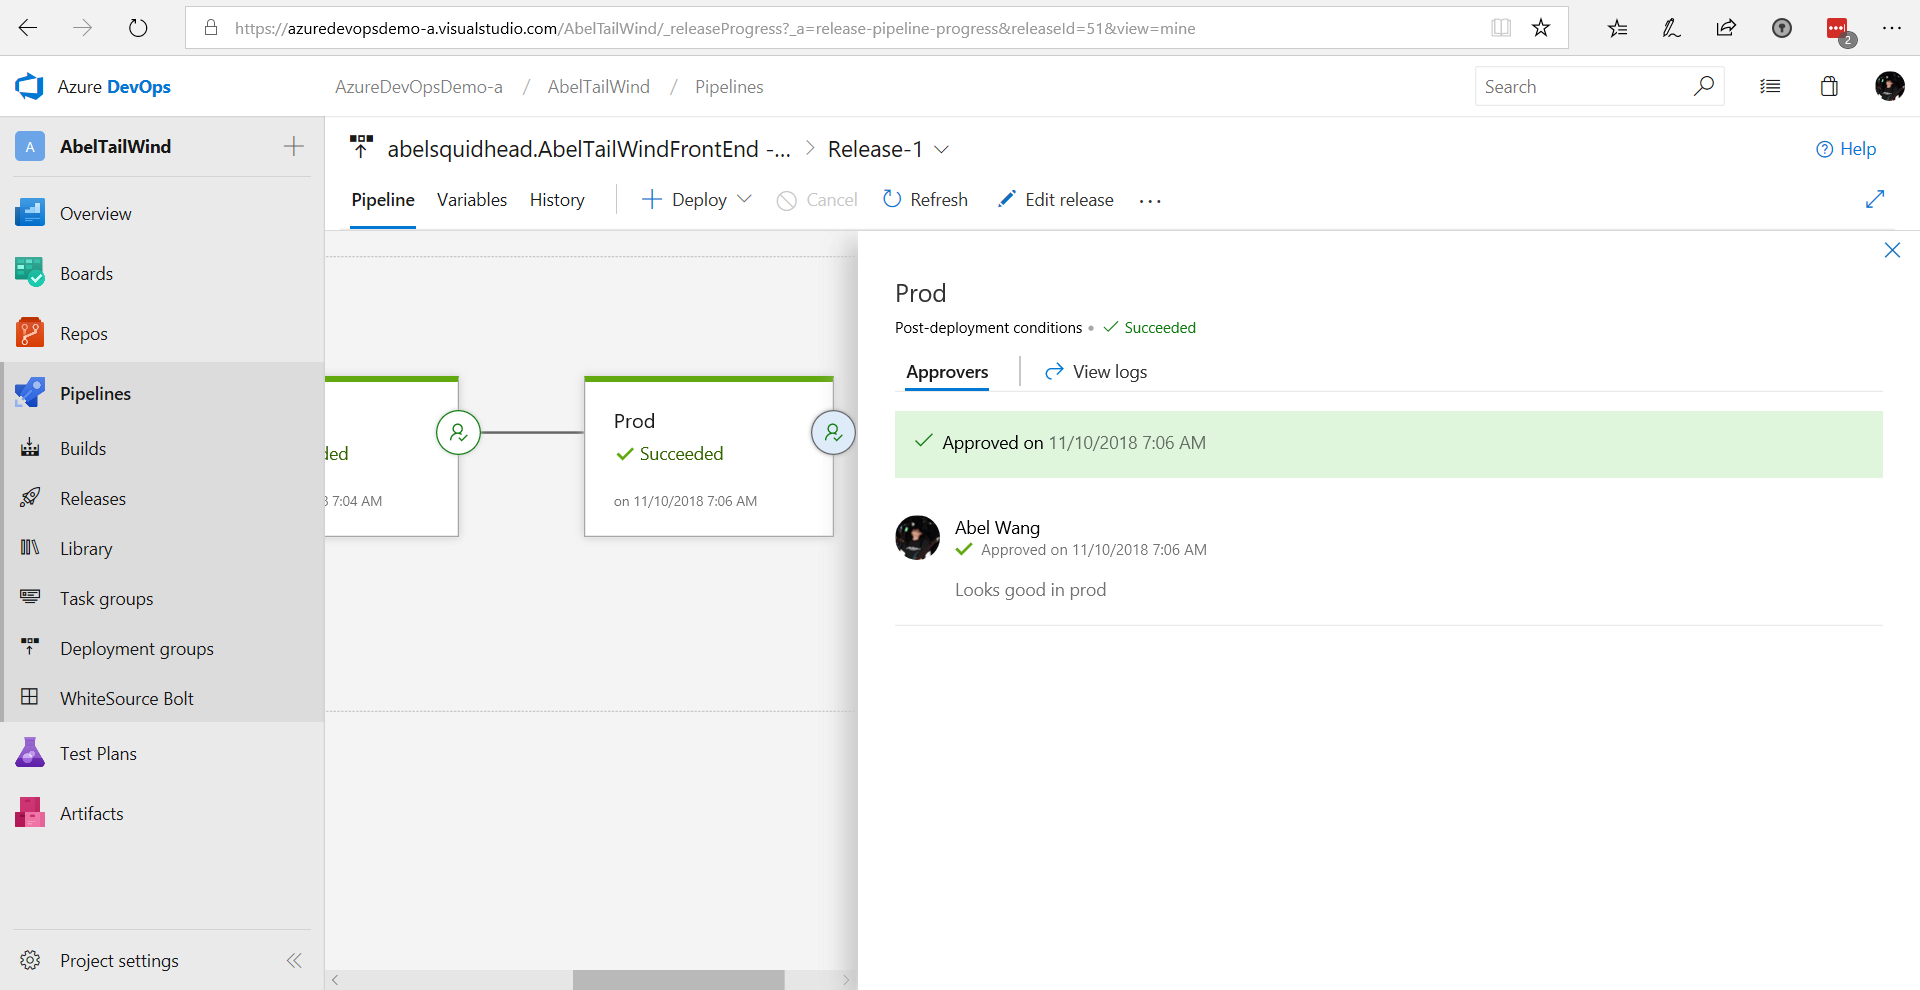 https://azuredevopsdemo-a.visualstudio.com/AbelTailWind/_releaseProgress?_a=release-pipeline-progress&releaseId=51&view=mine
2
Azure DevOps
AzureDevOpsDemo-a / AbelTailWind / Pipelines
Search
A AbelTailWind
abelsquidhead.AbelTailWindFrontEnd -... > Release-1
Help
Pipeline Variables History Deploy Cancel Refresh Edit release ...
Overview
Boards
Repos
Pipelines
Builds
Releases
Library
Task groups
Deployment groups
WhiteSource Bolt
Test Plans
Artifacts
Project settings
ded
8 7:04 AM
Prod
Succeeded
on 11/10/2018 7:06 AM
Prod
Post-deployment conditions • Succeeded
Approvers View logs
Approved on 11/10/2018 7:06 AM
Abel Wang
Approved on 11/10/2018 7:06 AM
Looks good in prod